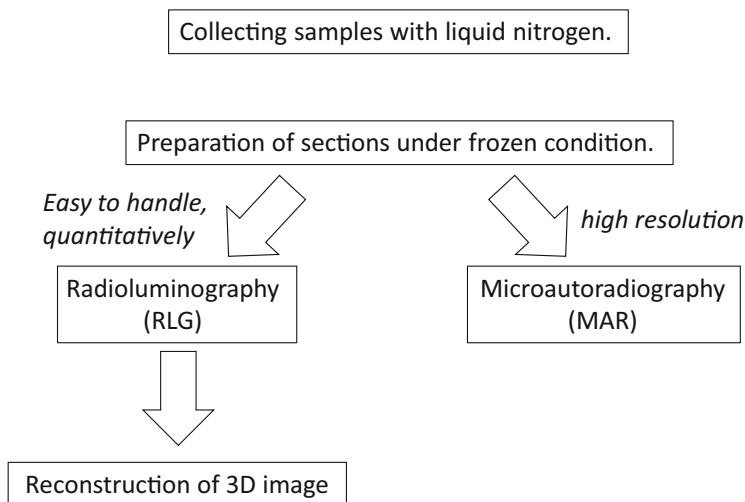 Collecting samples with liquid nitrogen.
Preparation of sections under frozen condition.
Easy to handle,
quantitatively
high resolution
Radioluminography
(RLG)
Microautoradiography
(MAR)
Reconstruction of 3D image